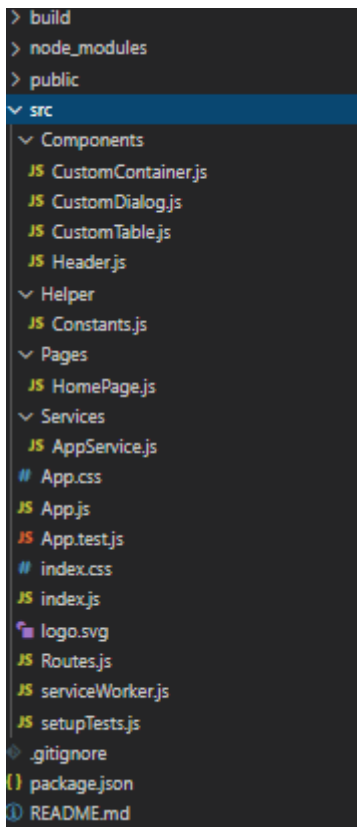 build
node_modules
public
src
Components
JS CustomContainer.js
JS CustomDialog.js
JS CustomTable.js
JS Header.js
Helper
JS Constants.js
Pages
JS HomePage.js
Services
JS AppService.js
# App.css
JS App.js
JS App.test.js
# index.css
JS index.js
logo.svg
JS Routes.js
JS serviceWorker.js
JS setupTests.js
.gitignore
{} package.json
README.md